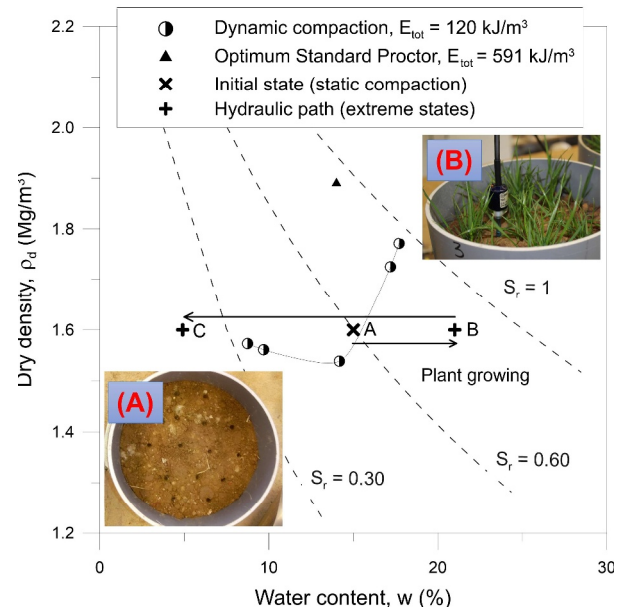 Dynamic compaction, Etot = 120 kJ/m³
Optimum Standard Proctor, Etot = 591 kJ/m³
Initial state (static compaction)
Hydraulic path (extreme states)
2.2
2.0
1.8
1.6
1.4
1.2
Dry density, ρd (Mg/m³)
(B)
3
Sr = 1
C
A
B
Plant growing
(A)
Sr = 0.30
Sr = 0.60
0
10
20
30
Water content, w (%)